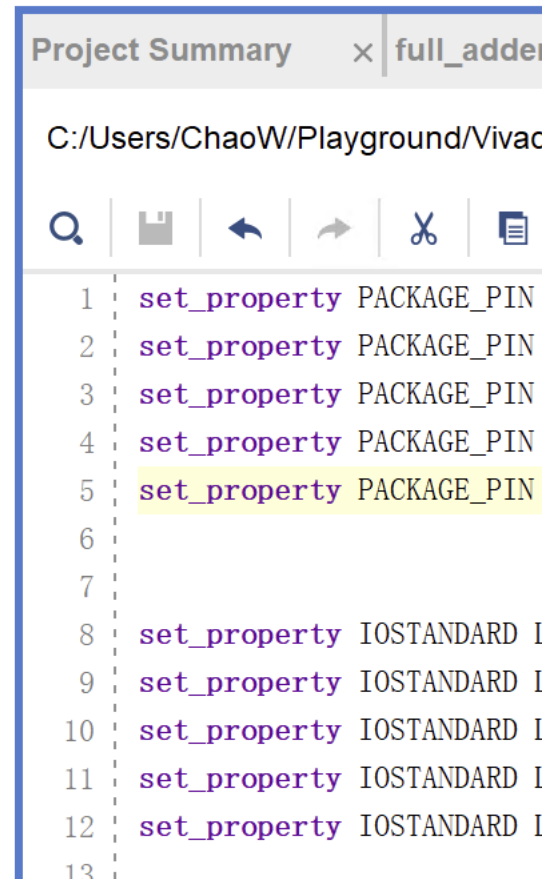 Project Summary × full_adder
C:/Users/ChaoW/Playground/Vivad
1 set_property PACKAGE_PIN
2 set_property PACKAGE_PIN
3 set_property PACKAGE_PIN
4 set_property PACKAGE_PIN
5 set_property PACKAGE_PIN
6
7
8 set_property IOSTANDARD L
9 set_property IOSTANDARD L
10 set_property IOSTANDARD L
11 set_property IOSTANDARD L
12 set_property IOSTANDARD L
13